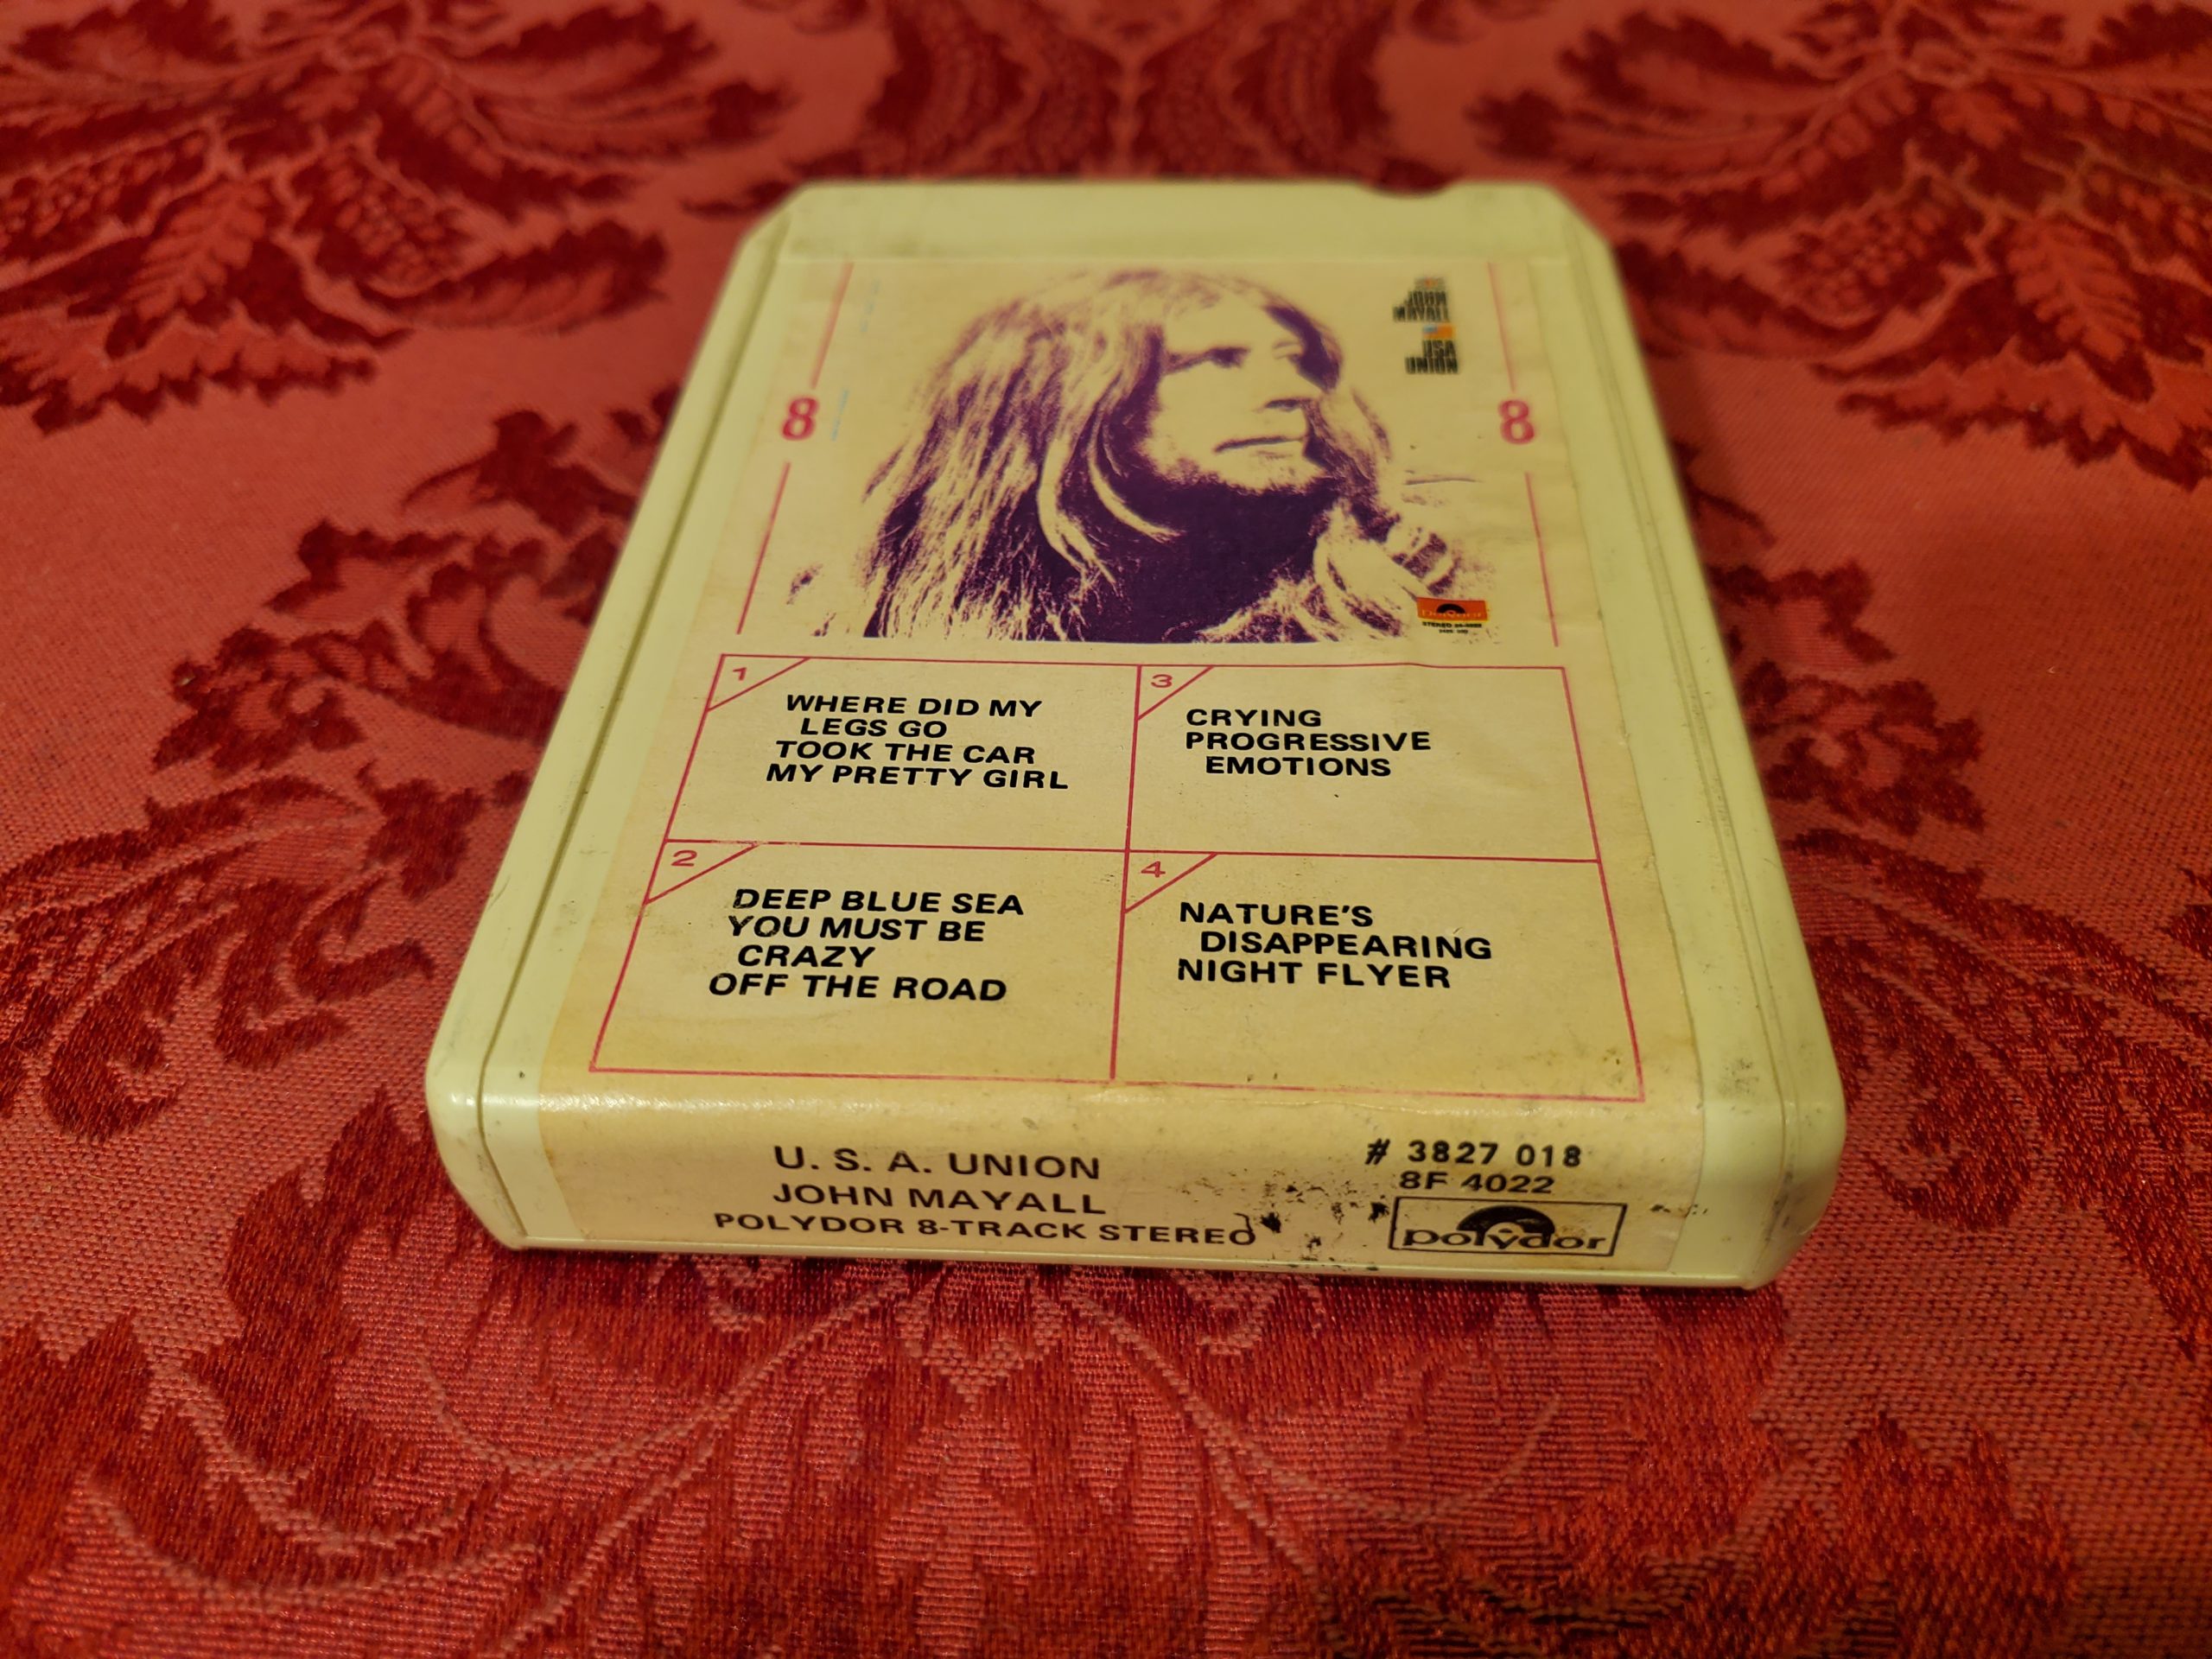 JOHN
MAYALL
USA
UNION
8
8
Polydor
1
WHERE DID MY
LEGS GO
TOOK THE CAR
MY PRETTY GIRL
3
CRYING
PROGRESSIVE
EMOTIONS
2
DEEP BLUE SEA
YOU MUST BE
CRAZY
OFF THE ROAD
4
NATURE'S
DISAPPEARING
NIGHT FLYER
U. S. A. UNION
JOHN MAYALL
POLYDOR 8-TRACK STEREO
# 3827 018
8F 4022
polydor